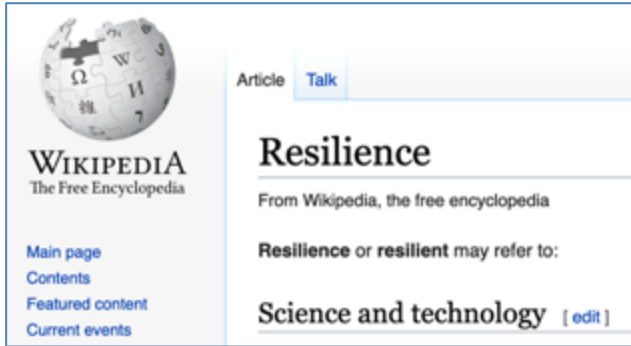 WIKIPEDIA
The Free Encyclopedia
Main page
Contents
Featured content
Current events
Article Talk
Resilience
From Wikipedia, the free encyclopedia
Resilience or resilient may refer to:
Science and technology [ edit ]